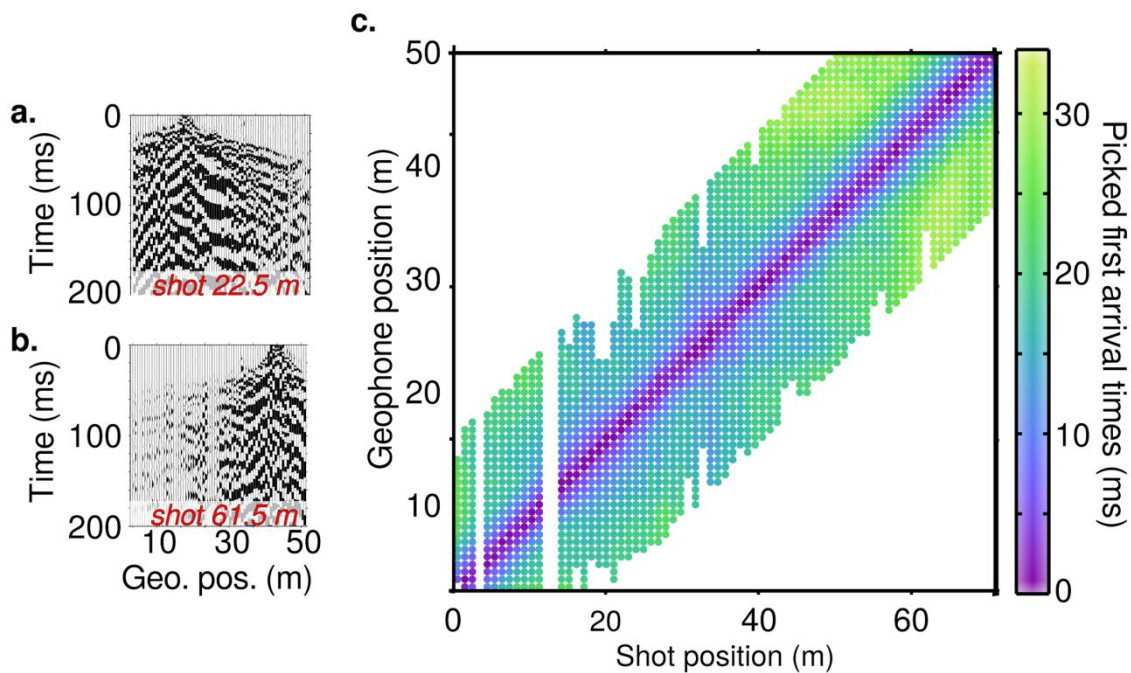 a.
Time (ms)
0
100
200
shot 22.5 m
b.
Time (ms)
0
100
200
shot 61.5 m
10
30
50
Geo. pos. (m)
c.
Geophone position (m)
50
40
30
20
10
0
20
40
60
Shot position (m)
30
20
10
0
Picked first arrival times (ms)